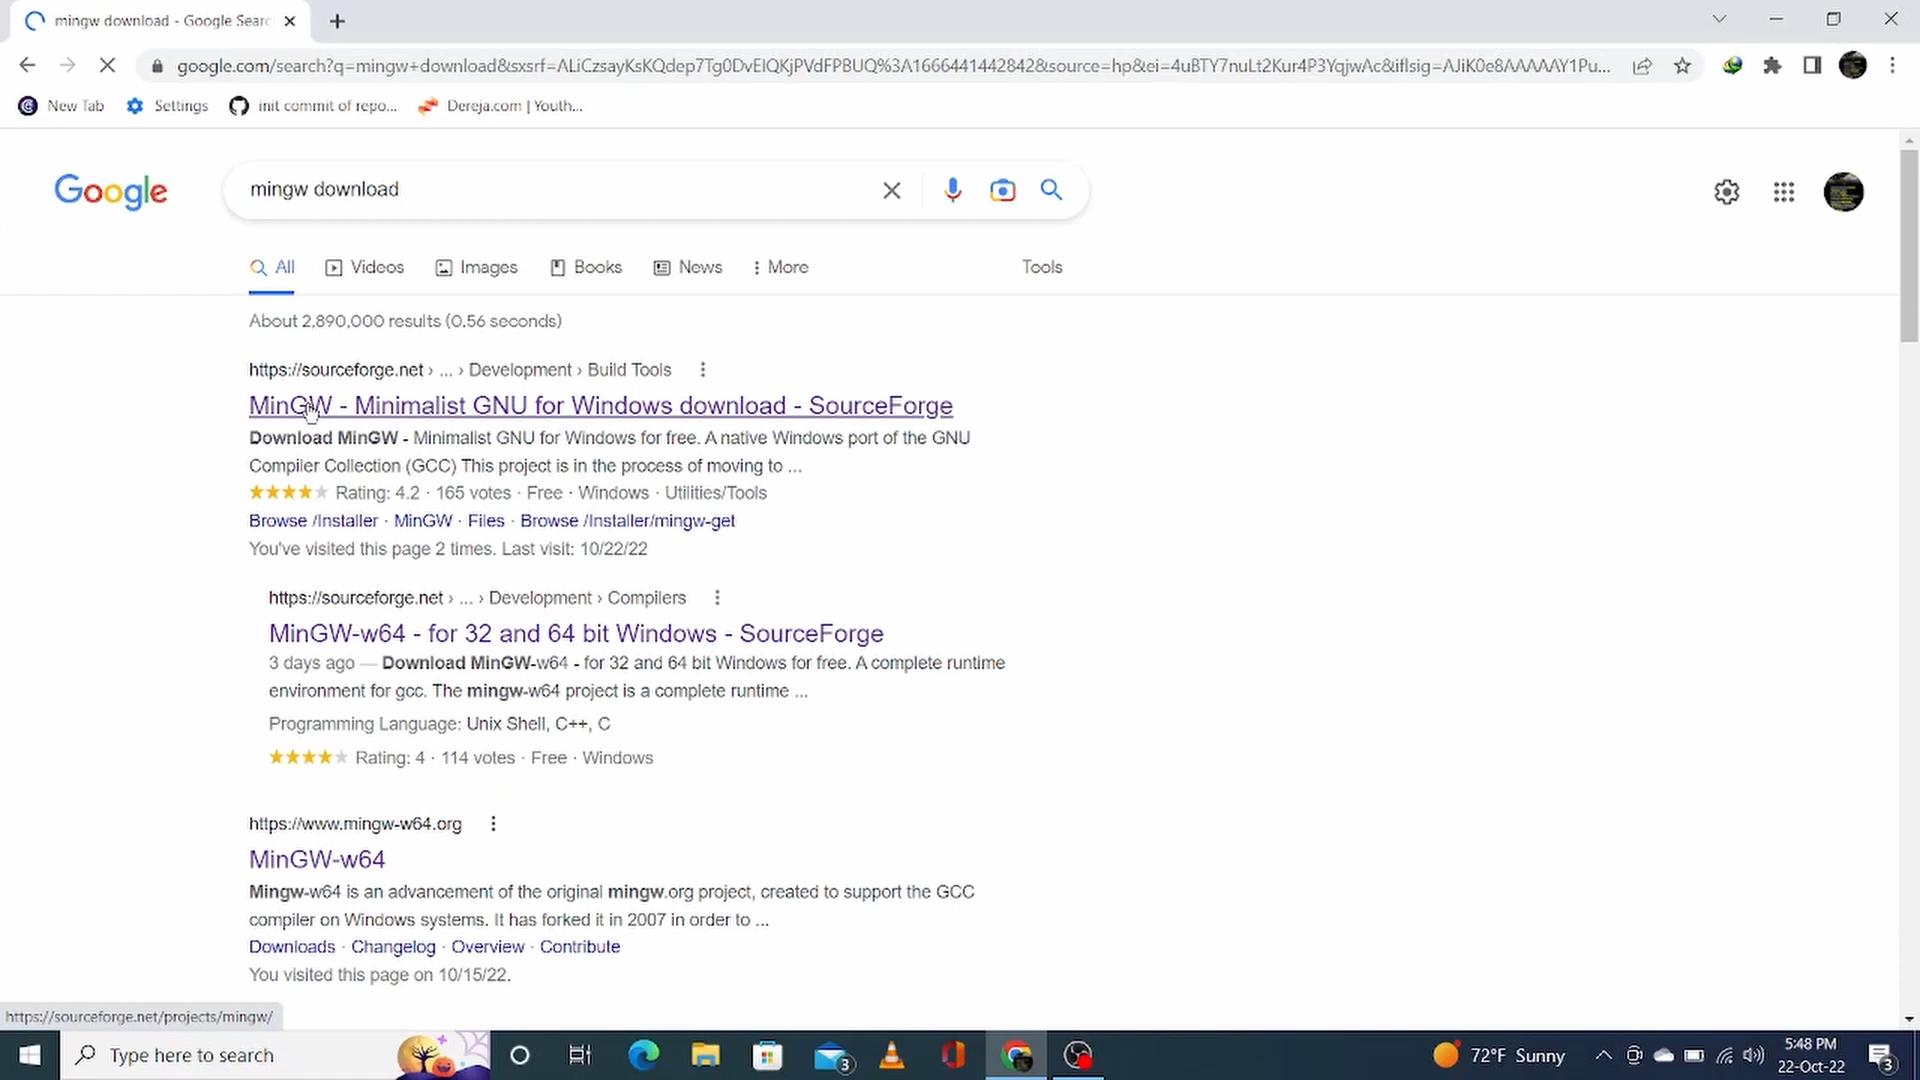 mingw download - Google Searc
google.com/search?q=mingw+download&sxsrf=ALiCzsayKsKQdep7Tg0DvEIQKjPVdFPBUQ%3A1666441442842&source=hp&ei=4uBTY7nuLt2Kur4P3YqjwAc&iflsig=AJiK0e8AAAAAY1Pu...
New Tab Settings init commit of repo... Dereja.com | Youth...
Google mingw download
All Videos Images Books News More Tools
About 2,890,000 results (0.56 seconds)
https://sourceforge.net › ... › Development › Build Tools
MinGW - Minimalist GNU for Windows download - SourceForge
Download MinGW - Minimalist GNU for Windows for free. A native Windows port of the GNU
Compiler Collection (GCC) This project is in the process of moving to ...
Rating: 4.2 · 165 votes · Free · Windows · Utilities/Tools
Browse /Installer · MinGW · Files · Browse /Installer/mingw-get
You've visited this page 2 times. Last visit: 10/22/22
https://sourceforge.net › ... › Development › Compilers
MinGW-w64 - for 32 and 64 bit Windows - SourceForge
3 days ago — Download MinGW-w64 - for 32 and 64 bit Windows for free. A complete runtime
environment for gcc. The mingw-w64 project is a complete runtime ...
Programming Language: Unix Shell, C++, C
Rating: 4 · 114 votes · Free · Windows
https://www.mingw-w64.org
MinGW-w64
Mingw-w64 is an advancement of the original mingw.org project, created to support the GCC
compiler on Windows systems. It has forked it in 2007 in order to ...
Downloads · Changelog · Overview · Contribute
You visited this page on 10/15/22.
https://sourceforge.net/projects/mingw/
Type here to search 3 72°F Sunny 5:48 PM
22-Oct-22 3